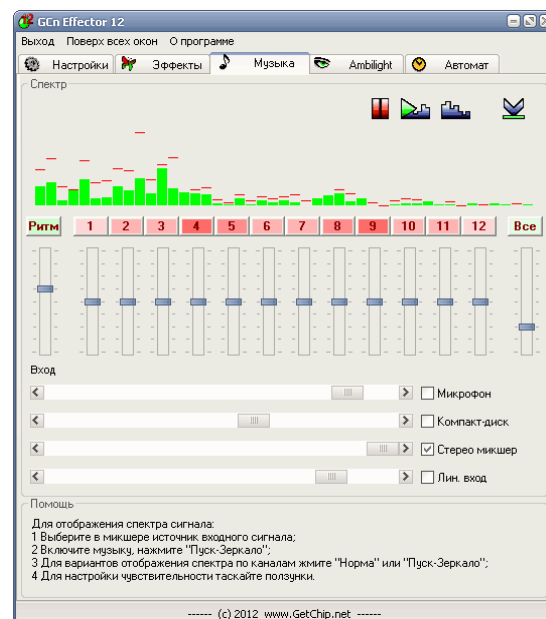 GCn Effector 12
Выход Поверх всех окон О программе
Настройки Эффекты Музыка Ambilight Автомат
Спектр
Ритм 1 2 3 4 5 6 7 8 9 10 11 12 Все
Вход
Микрофон
Компакт-диск
Стерео микшер
Лин. вход
Помощь
Для отображения спектра сигнала:
1 Выберите в микшере источник входного сигнала;
2 Включите музыку, нажмите "Пуск-Зеркало";
3 Для вариантов отображения спектра по каналам жмите "Норма" или "Пуск-Зеркало";
4 Для настройки чувствительности таскайте ползунки.
------ (c) 2012 www.GetChip.net ------